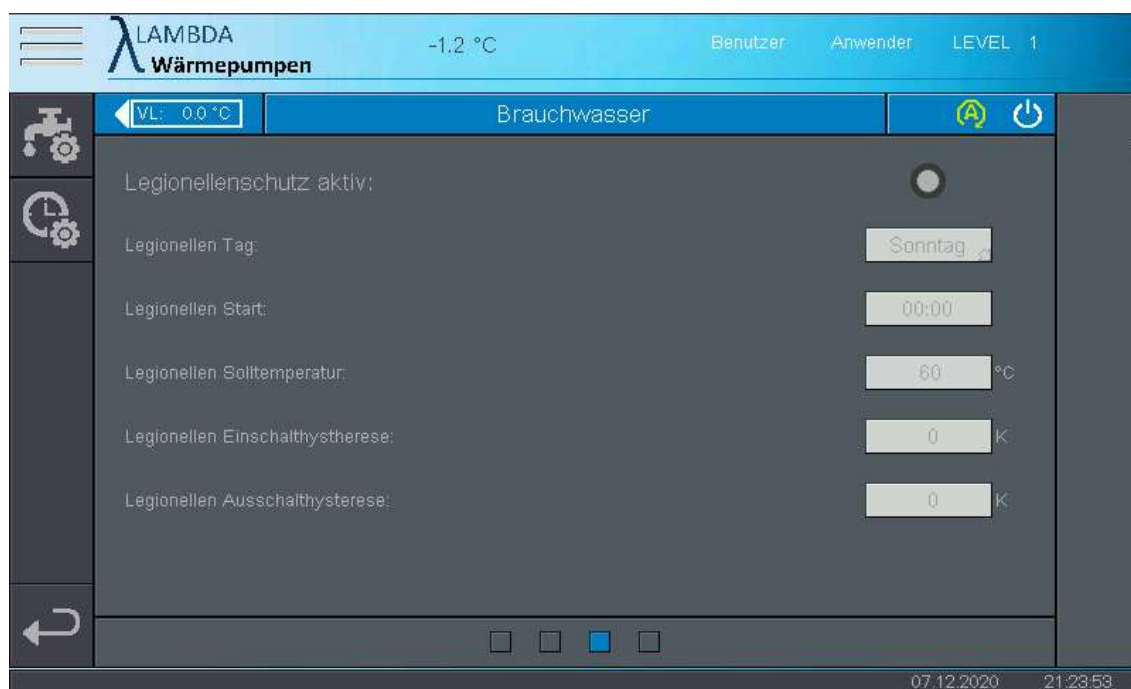 LAMBDA
Wärmepumpen
-1.2 °C
Benutzer Anwender LEVEL 1
VL: 0.0 °C
Brauchwasser
A
Legionellenschutz aktiv:
Legionellen Tag: Sonntag
Legionellen Start: 00:00
Legionellen Solltemperatur: 60 °C
Legionellen Einschalthystherese: 0 K
Legionellen Ausschalthysterese: 0 K
07.12.2020 21:23:53